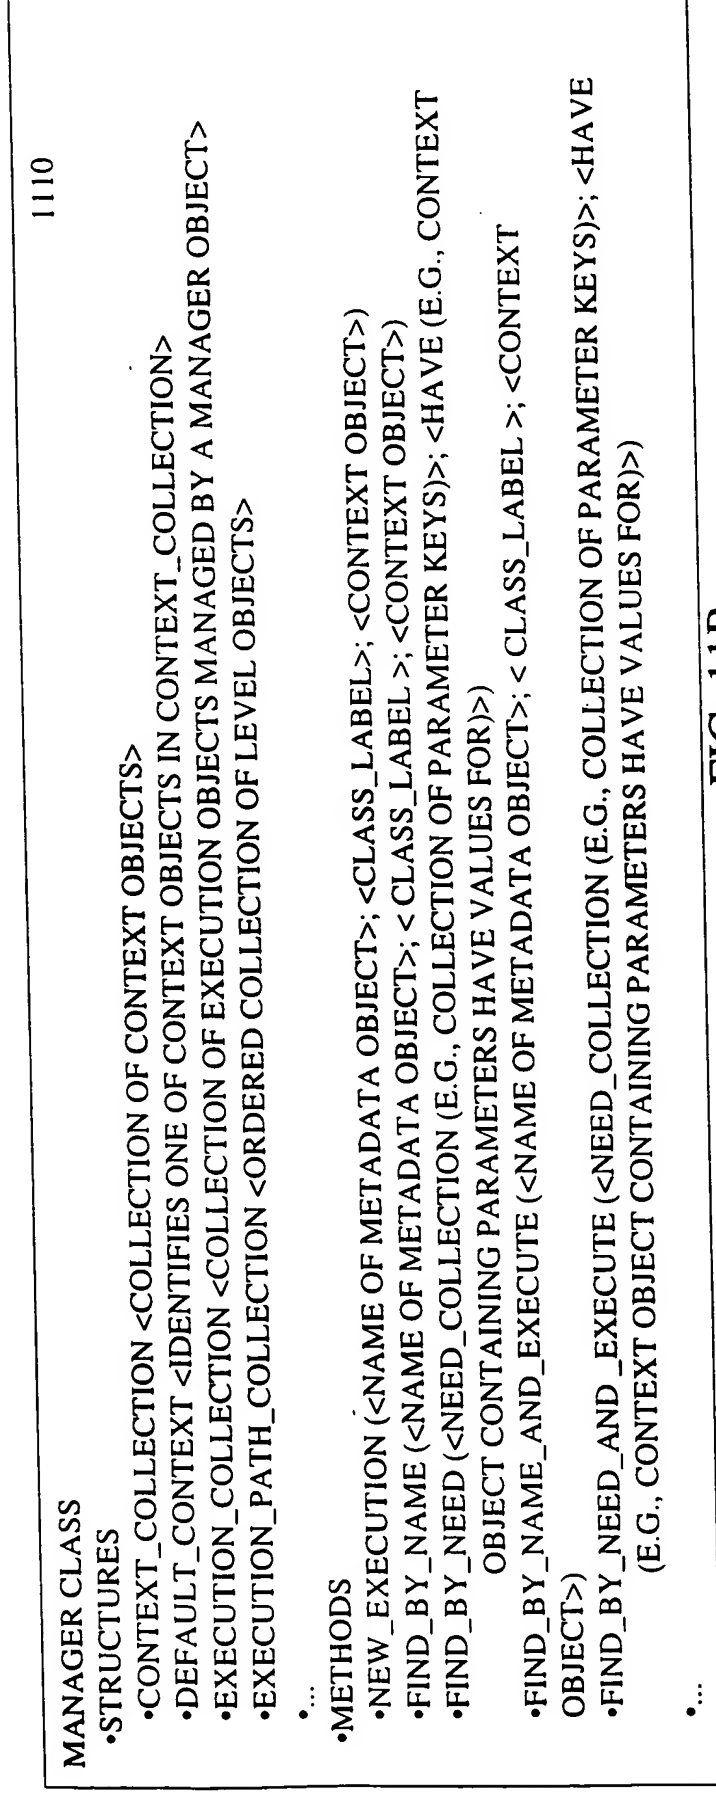 1110
MANAGER CLASS
•STRUCTURES
•CONTEXT_COLLECTION <COLLECTION OF CONTEXT OBJECTS>
•DEFAULT_CONTEXT <IDENTIFIES ONE OF CONTEXT OBJECTS IN CONTEXT_COLLECTION>
•EXECUTION_COLLECTION <COLLECTION OF EXECUTION OBJECTS MANAGED BY A MANAGER OBJECT>
•EXECUTION_PATH_COLLECTION <ORDERED COLLECTION OF LEVEL OBJECTS>
•...
•METHODS
•NEW_EXECUTION (<NAME OF METADATA OBJECT>; <CLASS_LABEL>; <CONTEXT OBJECT>)
•FIND_BY_NAME (<NAME OF METADATA OBJECT>; < CLASS_LABEL >; <CONTEXT OBJECT>)
•FIND_BY_NEED (<NEED_COLLECTION (E.G., COLLECTION OF PARAMETER KEYS)>; <HAVE (E.G., CONTEXT
OBJECT CONTAINING PARAMETERS HAVE VALUES FOR)>)
•FIND_BY_NAME_AND_EXECUTE (<NAME OF METADATA OBJECT>; < CLASS_LABEL >; <CONTEXT
OBJECT>)
•FIND_BY_NEED_AND _EXECUTE (<NEED_COLLECTION (E.G., COLLECTION OF PARAMETER KEYS)>; <HAVE
(E.G., CONTEXT OBJECT CONTAINING PARAMETERS HAVE VALUES FOR)>)
•...